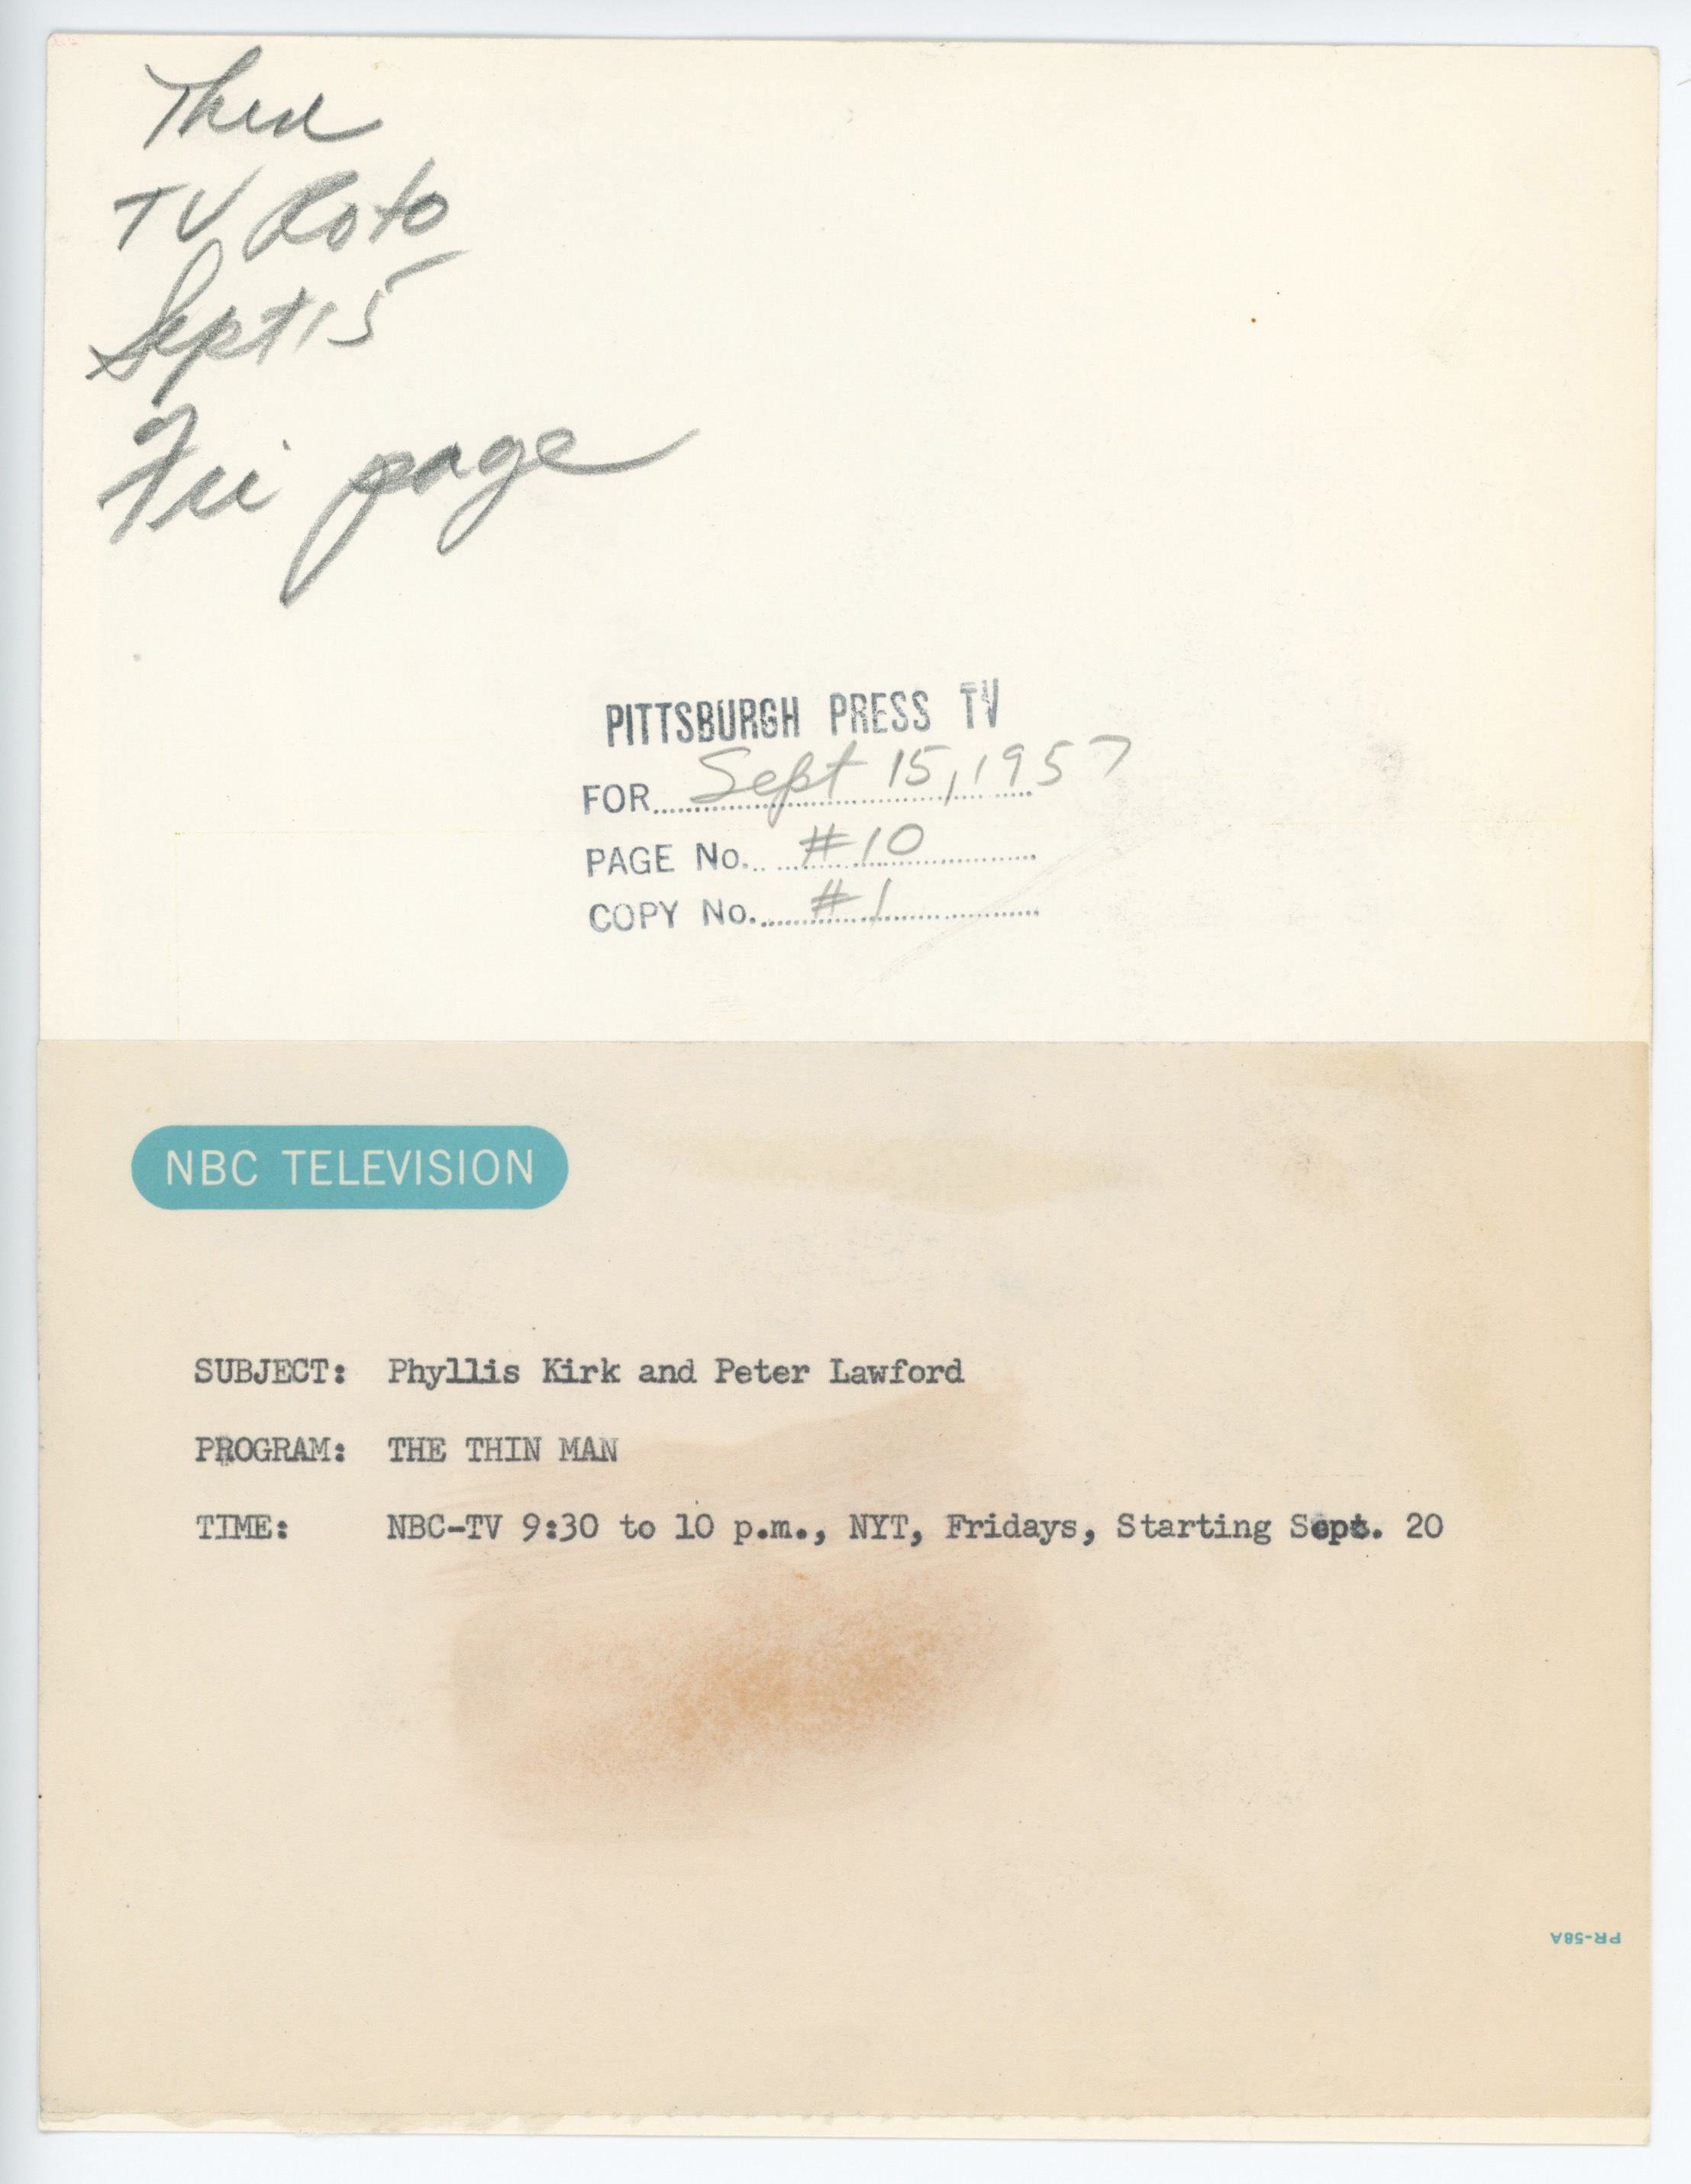 TV Roto
Sept 15
Fri page
PITTSBURGH PRESS TV
FOR Sept 15, 1957
PAGE No. #10
COPY No. #1
NBC TELEVISION
SUBJECT: Phyllis Kirk and Peter Lawford
PROGRAM: THE THIN MAN
TIME: NBC-TV 9:30 to 10 p.m., NYT, Fridays, Starting Sept. 20
PR-58A